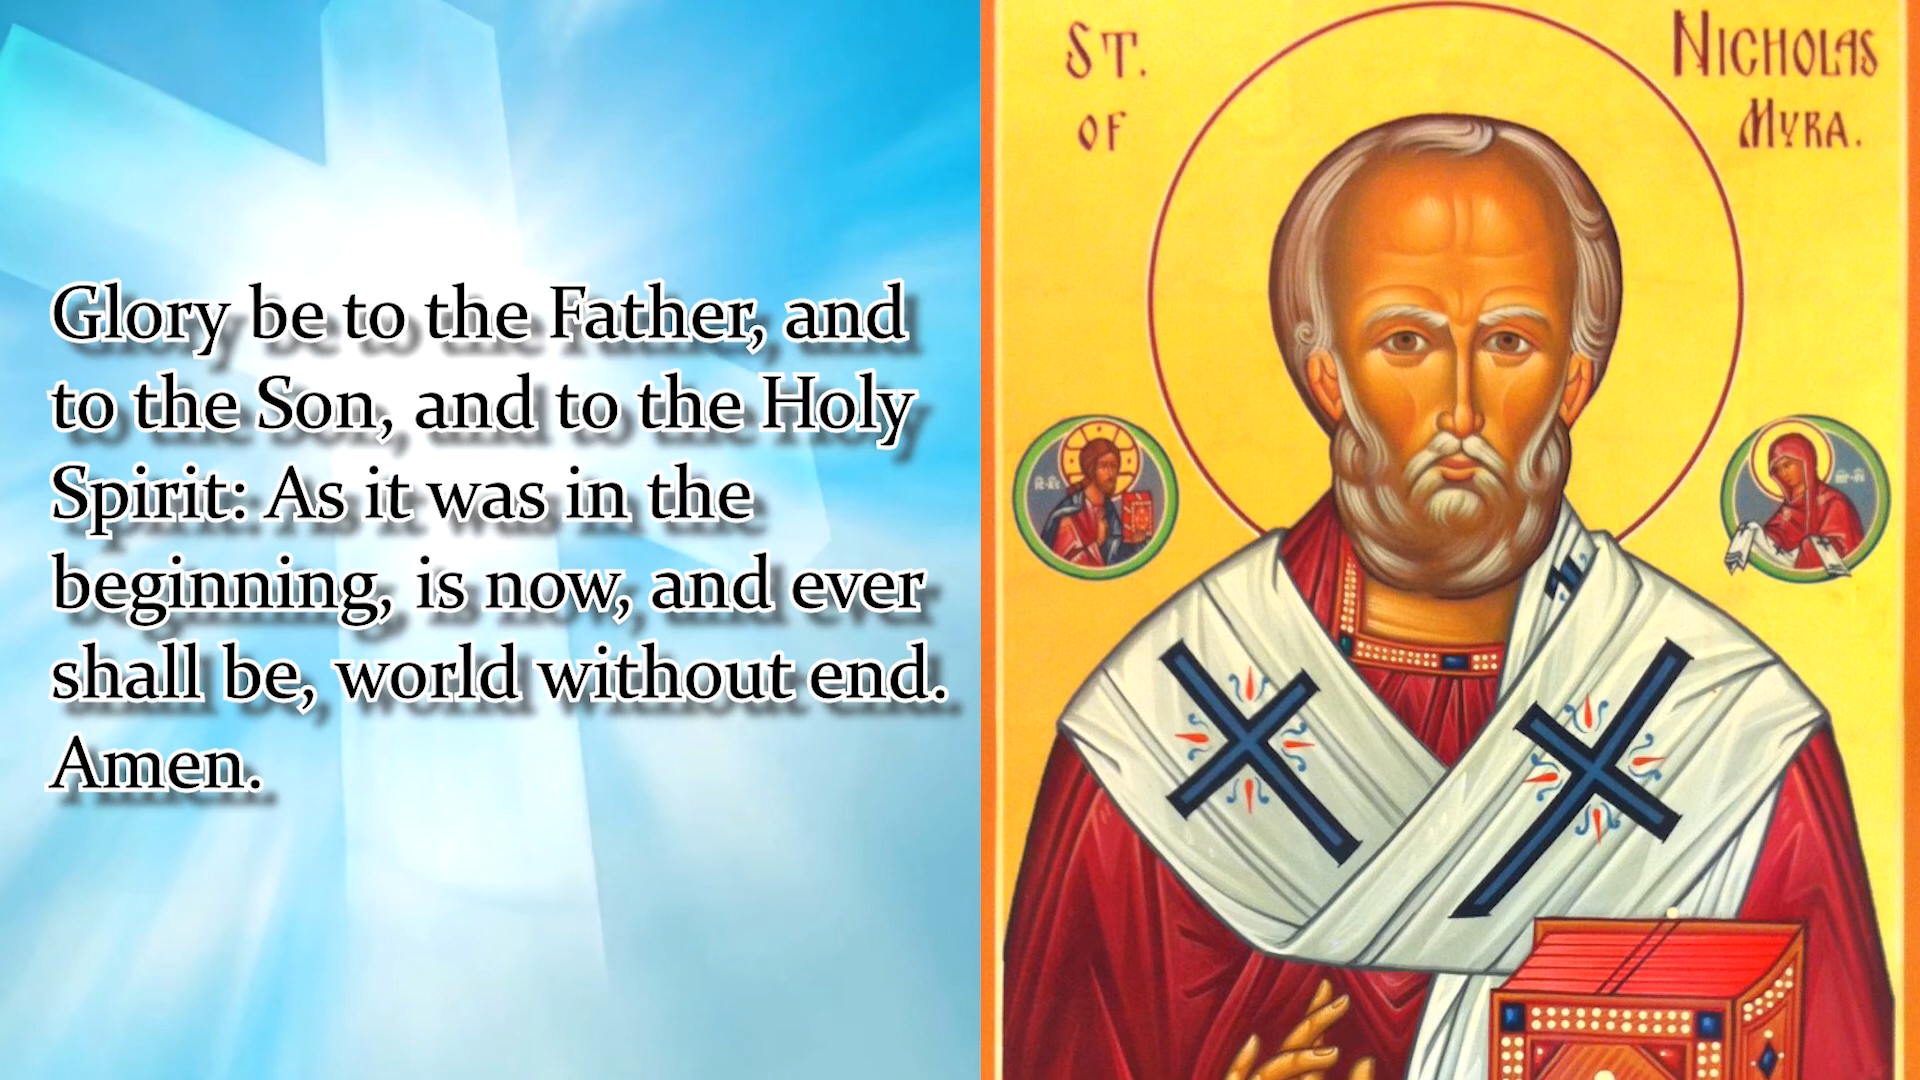 Glory be to the Father, and
to the Son, and to the Holy
Spirit: As it was in the
beginning, is now, and ever
shall be, world without end.
Amen.
ST. NICHOLAS
OF MYRA.